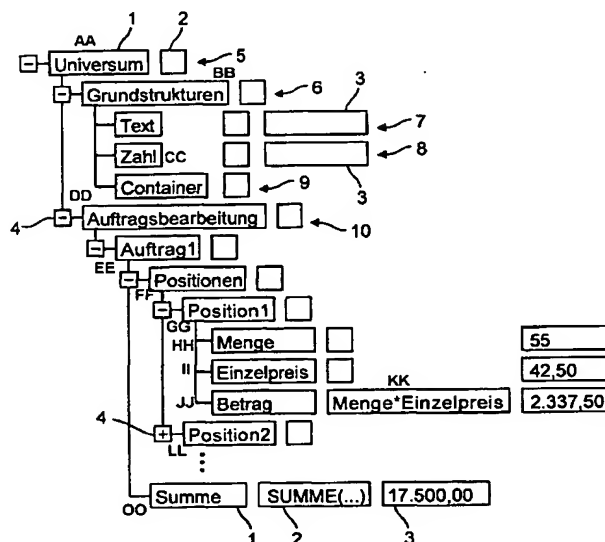 1 2
AA
− Universum 5
BB
− Grundstrukturen 6
3
Text 7
Zahl CC 8
3
Container 9
DD
4 − Auftragsbearbeitung 10
− Auftrag1
EE
− Positionen
FF
− Position1
GG
HH Menge 55
II Einzelpreis 42,50
KK
JJ Betrag Menge*Einzelpreis 2.337,50
4 + Position2
LL
⋮
Summe SUMME(...) 17.500,00
OO
1 2 3